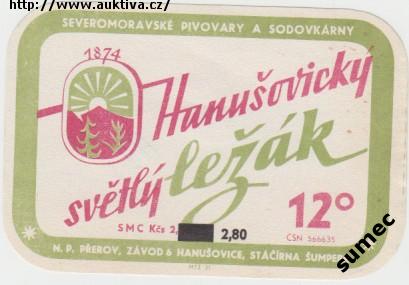 http://www.auktiva.cz/
SEVEROMORAVSKÉ PIVOVARY A SODOVKÁRNY
1874
Hanušovický
světlý ležák
12°
SMC Kčs 2, 2,80
ČSN 566635
N. P. PŘEROV, ZÁVOD 6 HANUŠOVICE, STÁČÍRNA ŠUMPER
sumec